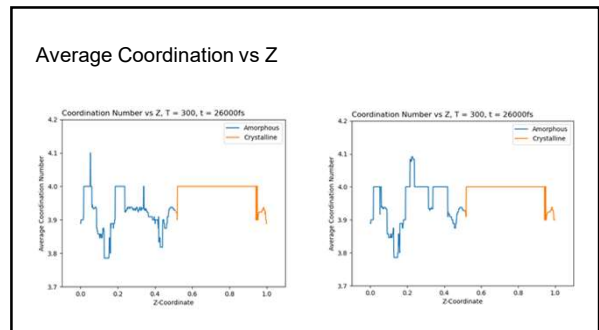 Average Coordination vs Z
Coordination Number vs Z, T = 300, t = 26000fs
Amorphous
Crystalline
Average Coordination Number
4.2
4.1
4.0
3.9
3.8
3.7
0.0 0.2 0.4 0.6 0.8 1.0
Z-Coordinate
Coordination Number vs Z, T = 300, t = 26000fs
Amorphous
Crystalline
Average Coordination Number
4.2
4.1
4.0
3.9
3.8
3.7
0.0 0.2 0.4 0.6 0.8 1.0
Z-Coordinate